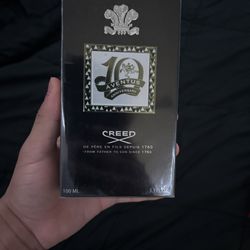 10
AVENTUS
ANNIVERSARY
CREED
DE PÈRE EN FILS DEPUIS 1760
FROM FATHER TO SON SINCE 1760
100 ML